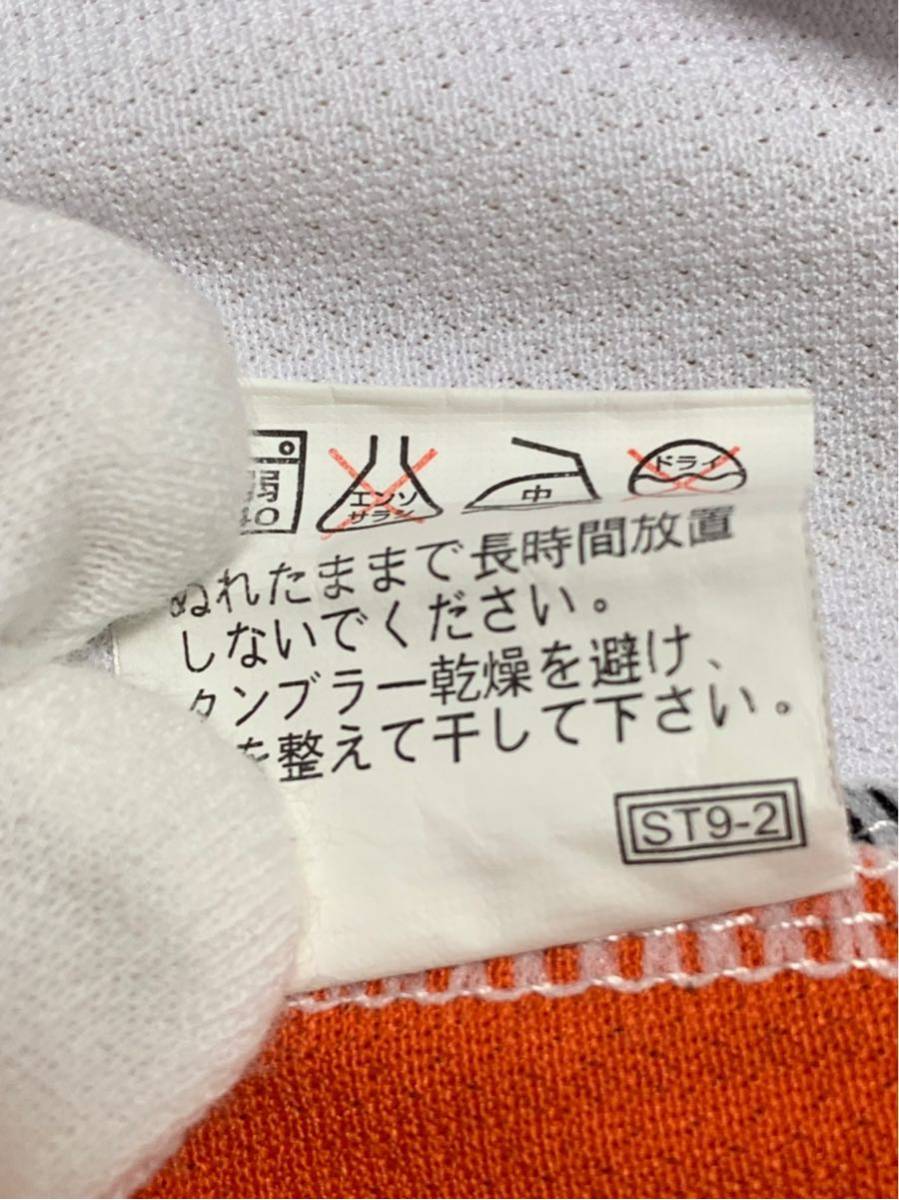 弱 エンソ 中 ドライ
40 サラシ
ぬれたままで長時間放置
しないでください。
タンブラー乾燥を避け、
を整えて干して下さい。
ST9-2